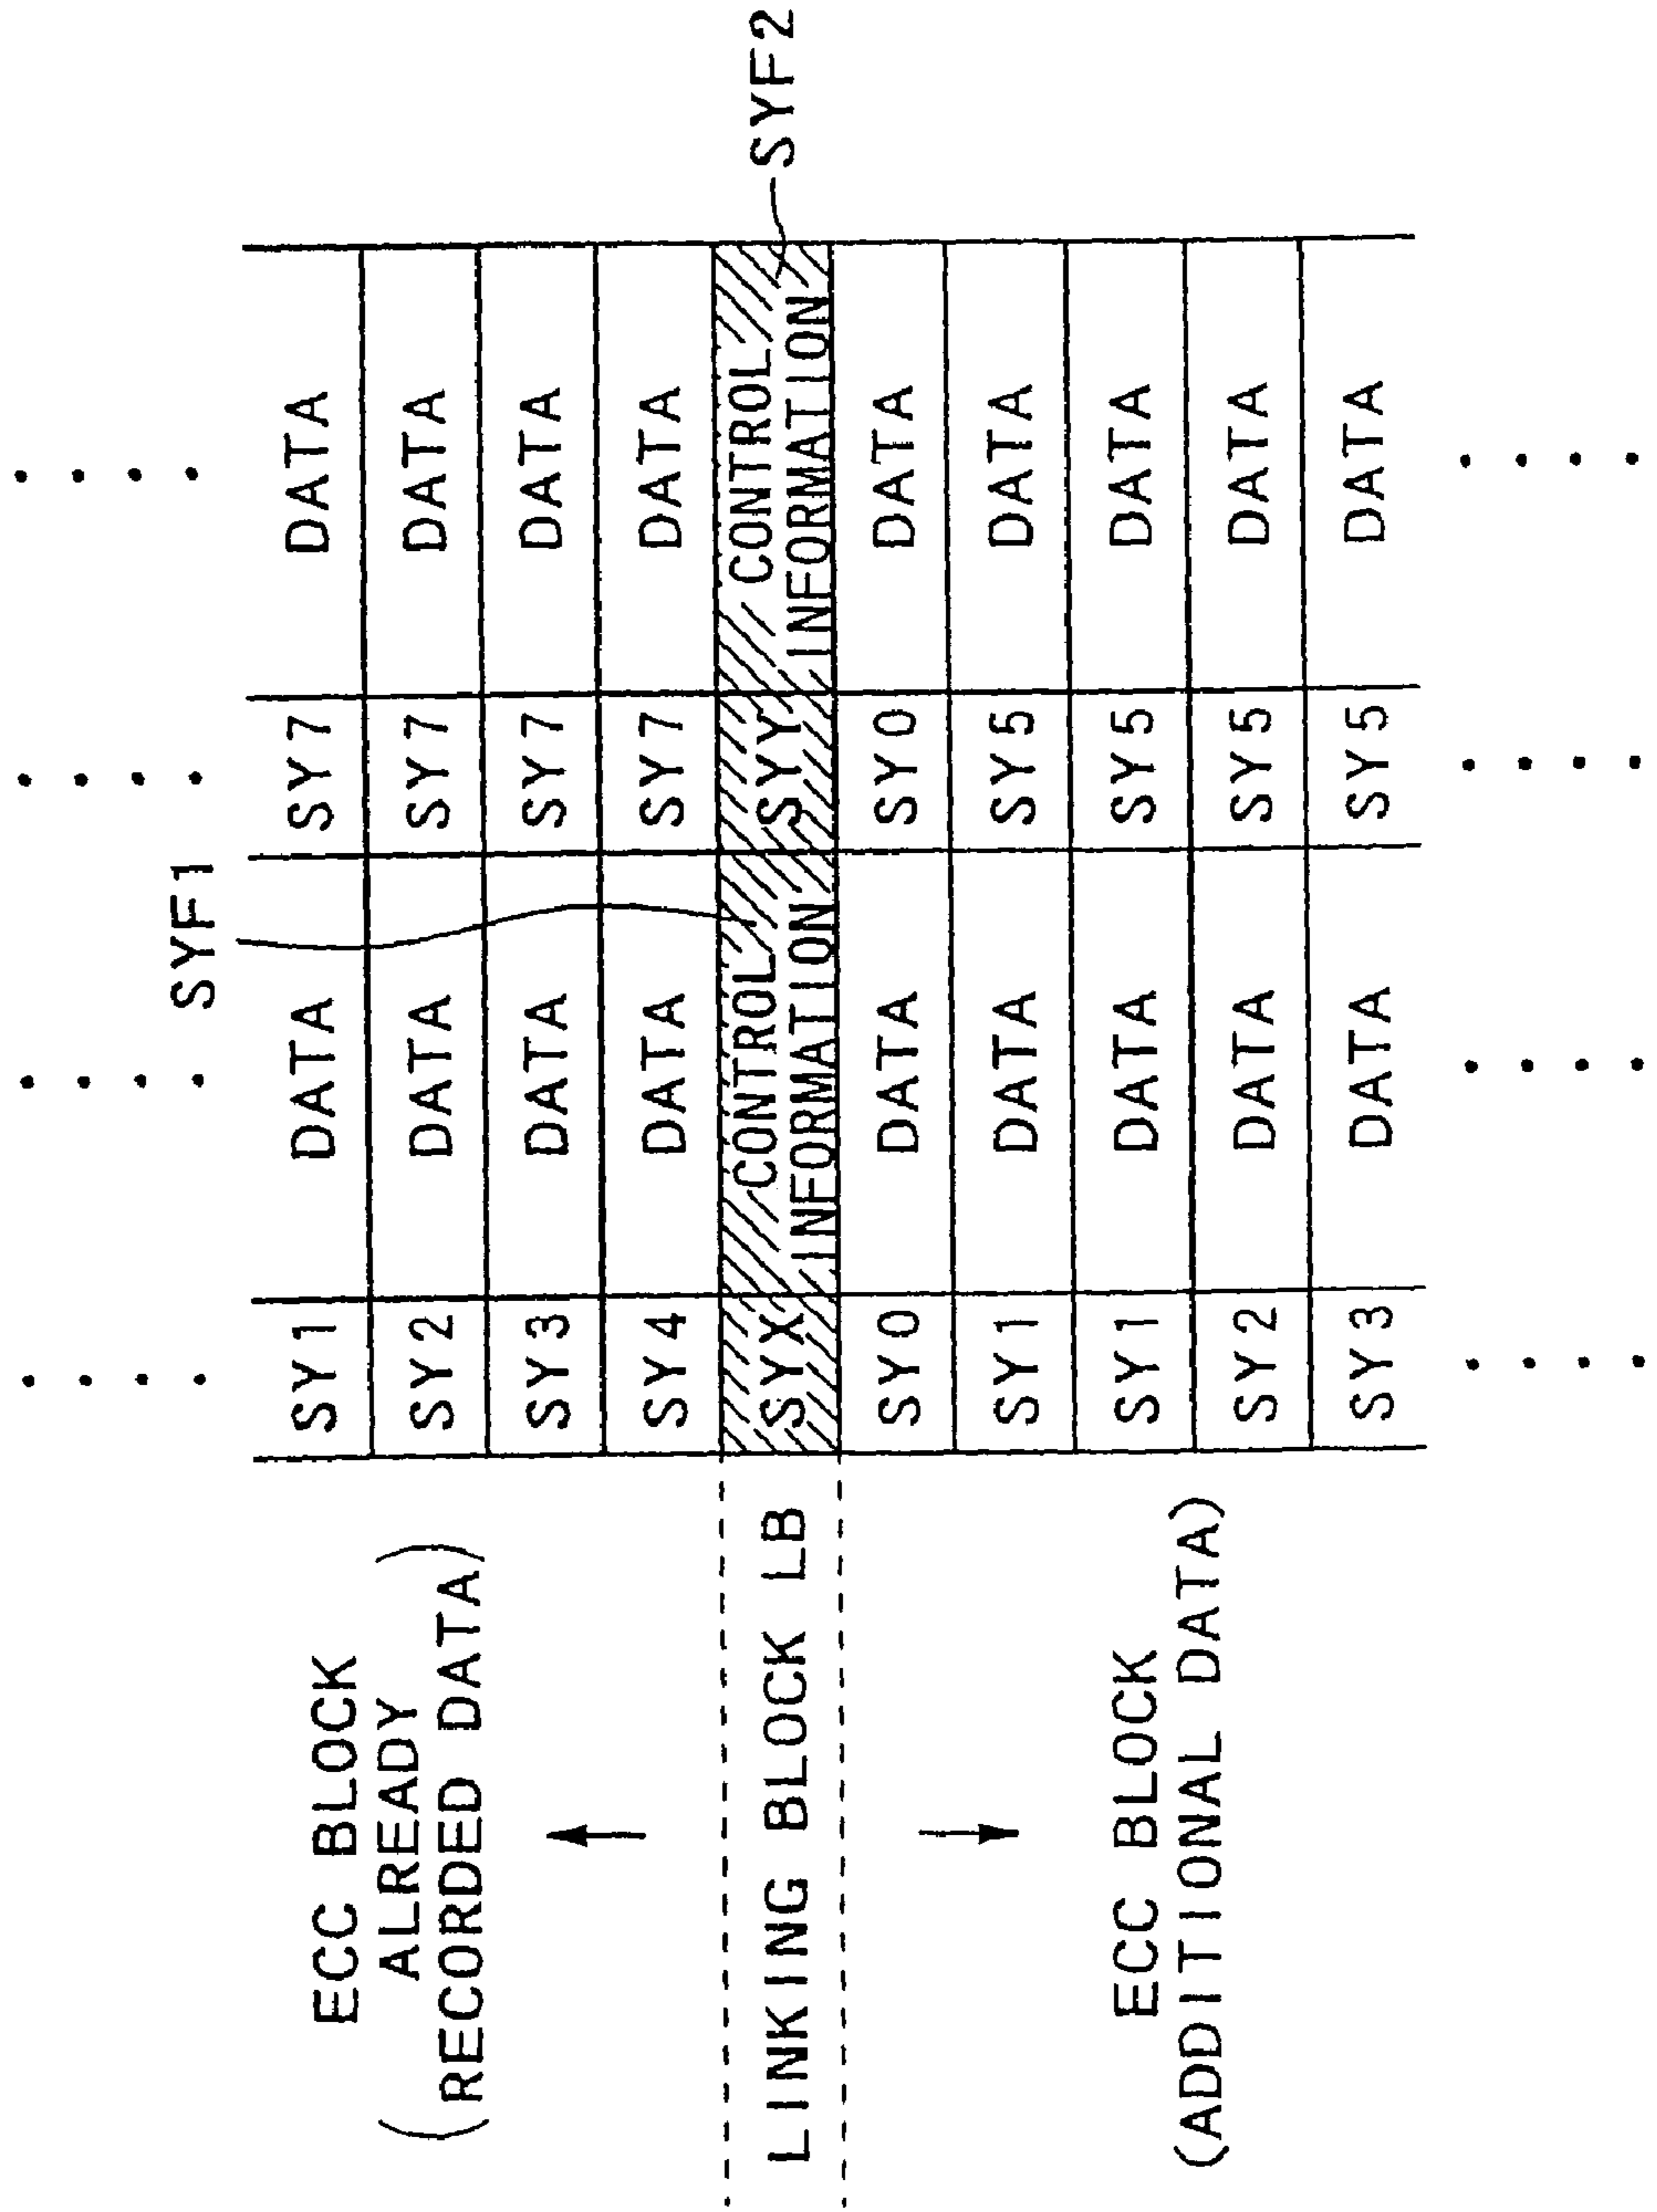 SYF1
SYF2
ECC BLOCK
ALREADY
(RECORDED DATA)
LINKING BLOCK LB
ECC BLOCK
(ADDITIONAL DATA)
SY1 DATA SY7 DATA
SY2 DATA SY7 DATA
SY3 DATA SY7 DATA
SY4 DATA SY7 DATA
SYX CONTROL INFORMATION SYY CONTROL INFORMATION
SY0 DATA SY0 DATA
SY1 DATA SY5 DATA
SY1 DATA SY5 DATA
SY2 DATA SY5 DATA
SY3 DATA SY5 DATA